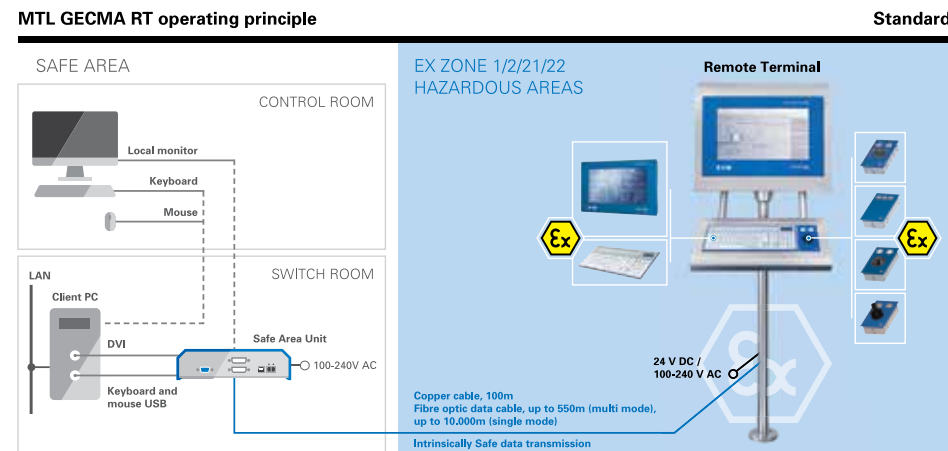 MTL GECMA RT operating principle
Standard
SAFE AREA
CONTROL ROOM
Local monitor
Keyboard
Mouse
SWITCH ROOM
LAN
Client PC
DVI
Keyboard and
mouse USB
Safe Area Unit
100-240V AC
EX ZONE 1/2/21/22
HAZARDOUS AREAS
Remote Terminal
Ex
Ex
24 V DC /
100-240 V AC
Ex
Copper cable, 100m
Fibre optic data cable, up to 550m (multi mode),
up to 10.000m (single mode)
Intrinsically Safe data transmission